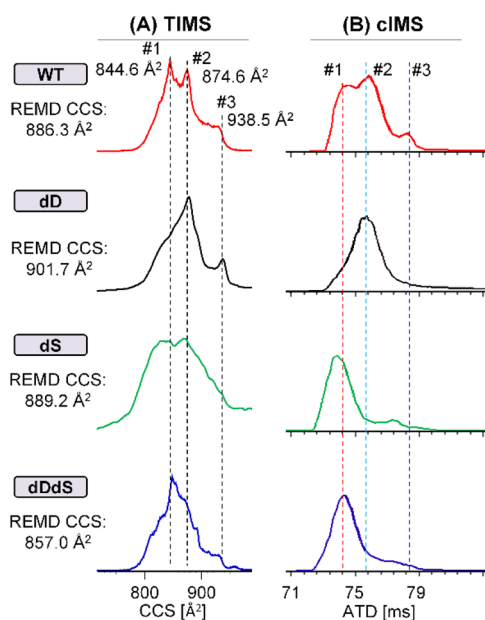 (A) TIMS
(B) cIMS
#1
#2
#1
#2
#3
WT
844.6 Å²
874.6 Å²
#3
REMD CCS:
938.5 Å²
886.3 Å²
dD
REMD CCS:
901.7 Å²
dS
REMD CCS:
889.2 Å²
dDdS
REMD CCS:
857.0 Å²
800 900
71 75 79
CCS [Å²]
ATD [ms]